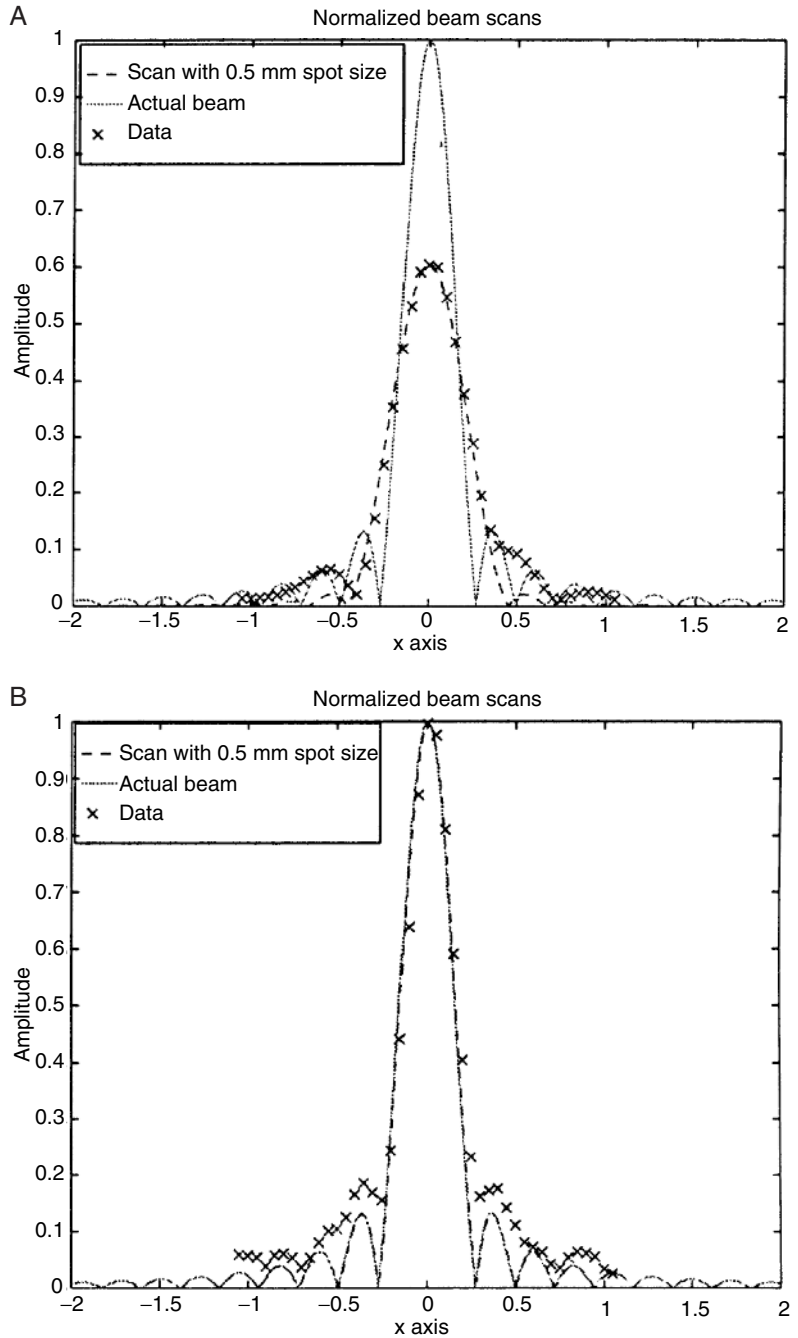 A
Normalized beam scans
1
0.9
0.8
0.7
0.6
0.5
0.4
0.3
0.2
0.1
0
Amplitude
Scan with 0.5 mm spot size
Actual beam
Data
−2 −1.5 −1 −0.5 0 0.5 1 1.5 2
x axis
B
Normalized beam scans
1
0.9
0.8
0.7
0.6
0.5
0.4
0.3
0.2
0.1
0
Amplitude
Scan with 0.5 mm spot size
Actual beam
Data
−2 −1.5 −1 −0.5 0 0.5 1 1.5 2
x axis